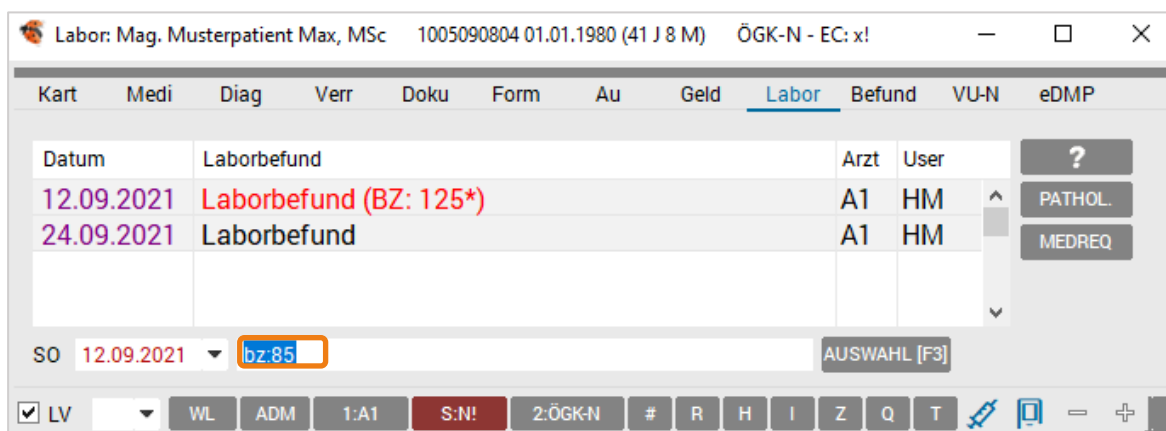 Labor: Mag. Musterpatient Max, MSc 1005090804 01.01.1980 (41 J 8 M) ÖGK-N - EC: x!
Kart Medi Diag Verr Doku Form Au Geld Labor Befund VU-N eDMP
Datum Laborbefund Arzt User ?
12.09.2021 Laborbefund (BZ: 125*) A1 HM PATHOL.
24.09.2021 Laborbefund A1 HM MEDREQ
SO 12.09.2021 bz:85 AUSWAHL [F3]
LV WL ADM 1:A1 S:N! 2:ÖGK-N # R H I Z Q T